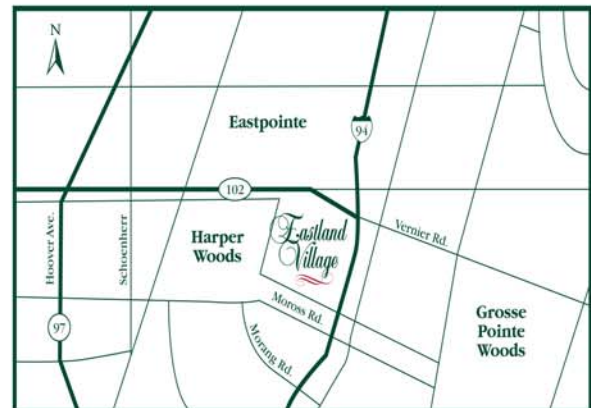 N
Eastpointe
94
102
Hoover Ave.
Schoenherr
Harper
Woods
Eastland
Village
Vernier Rd.
Moross Rd.
Morang Rd.
Grosse
Pointe
Woods
97